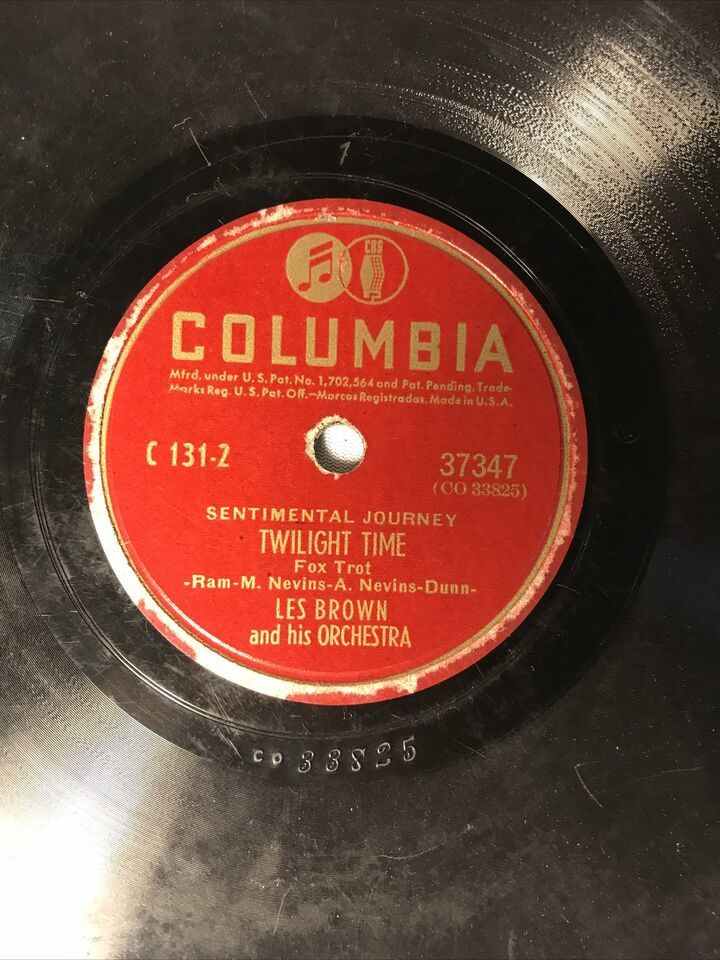 1
CBS
COLUMBIA
Mfrd. under U.S. Pat. No. 1,702,564 and Pat. Pending. Trade-
Marks Reg. U.S. Pat. Off.—Marcas Registradas. Made in U.S.A.
C 131-2
37347
(CO 33825)
SENTIMENTAL JOURNEY
TWILIGHT TIME
Fox Trot
-Ram-M. Nevins-A. Nevins-Dunn-
LES BROWN
and his ORCHESTRA
CO 33825